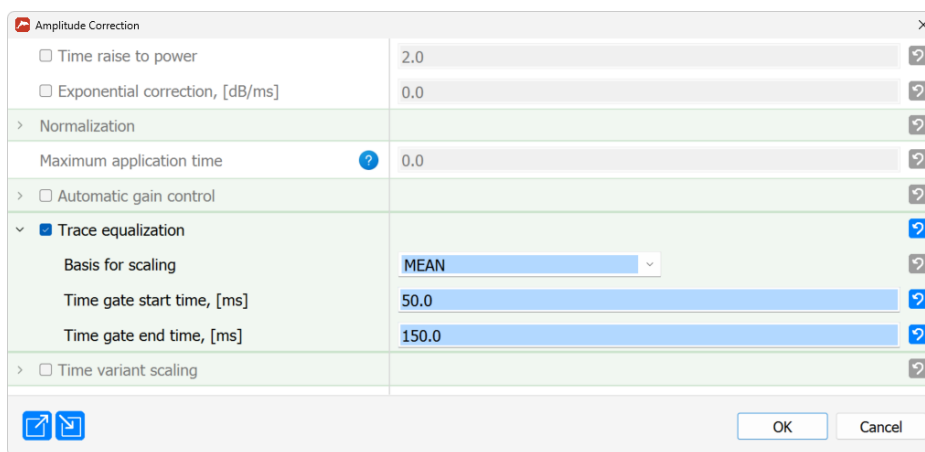 Amplitude Correction
Time raise to power 2.0
Exponential correction, [dB/ms] 0.0
Normalization
Maximum application time ? 0.0
Automatic gain control
Trace equalization
Basis for scaling MEAN
Time gate start time, [ms] 50.0
Time gate end time, [ms] 150.0
Time variant scaling
OK Cancel